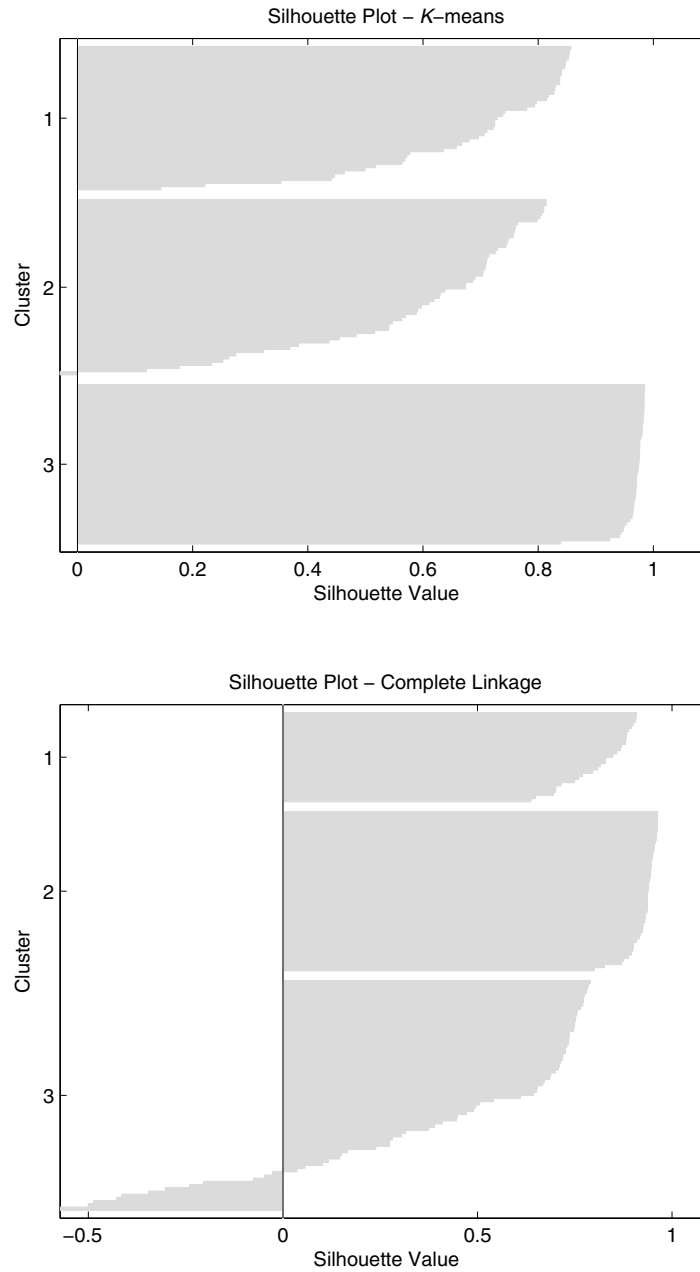 Silhouette Plot – K–means
1
2
3
Cluster
0 0.2 0.4 0.6 0.8 1
Silhouette Value
Silhouette Plot – Complete Linkage
1
2
3
Cluster
−0.5 0 0.5 1
Silhouette Value